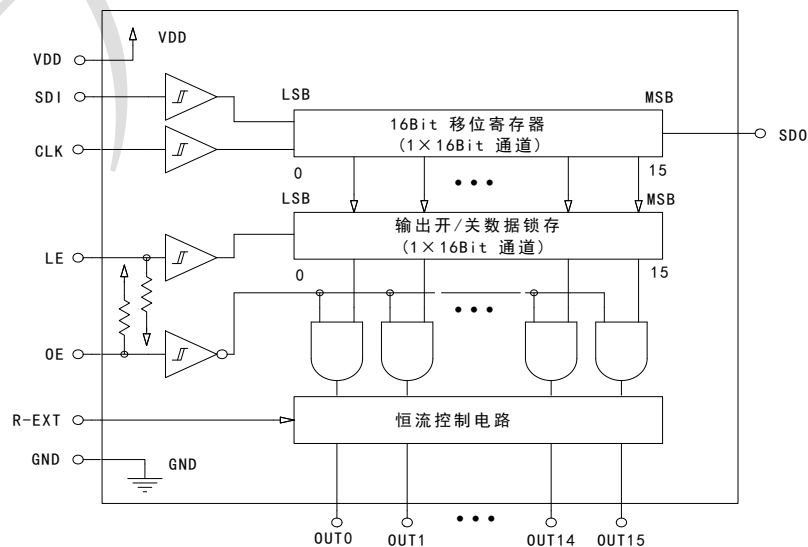 VDD
VDD
SDI
LSB
MSB
16Bit 移位寄存器
(1×16Bit 通道)
SDO
CLK
0
15
LSB
MSB
输出开/关数据锁存
(1×16Bit 通道)
LE
0
15
OE
R-EXT
恒流控制电路
GND
GND
OUT0
OUT1
OUT14
OUT15